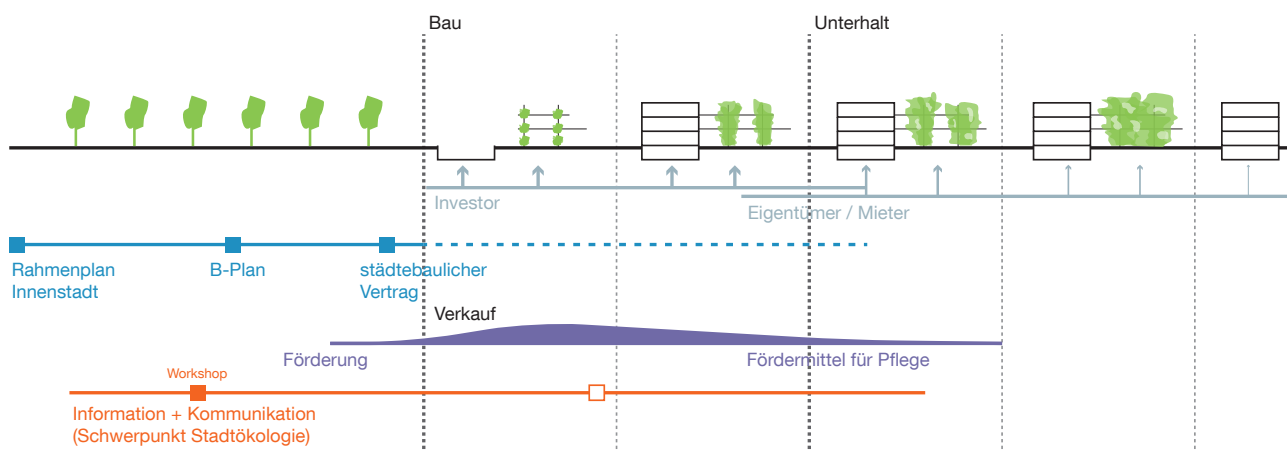 Bau
Unterhalt
Investor
Eigentümer / Mieter
Rahmenplan
Innenstadt
B-Plan
städtebaulicher
Vertrag
Verkauf
Förderung
Fördermittel für Pflege
Workshop
Information + Kommunikation
(Schwerpunkt Stadtökologie)